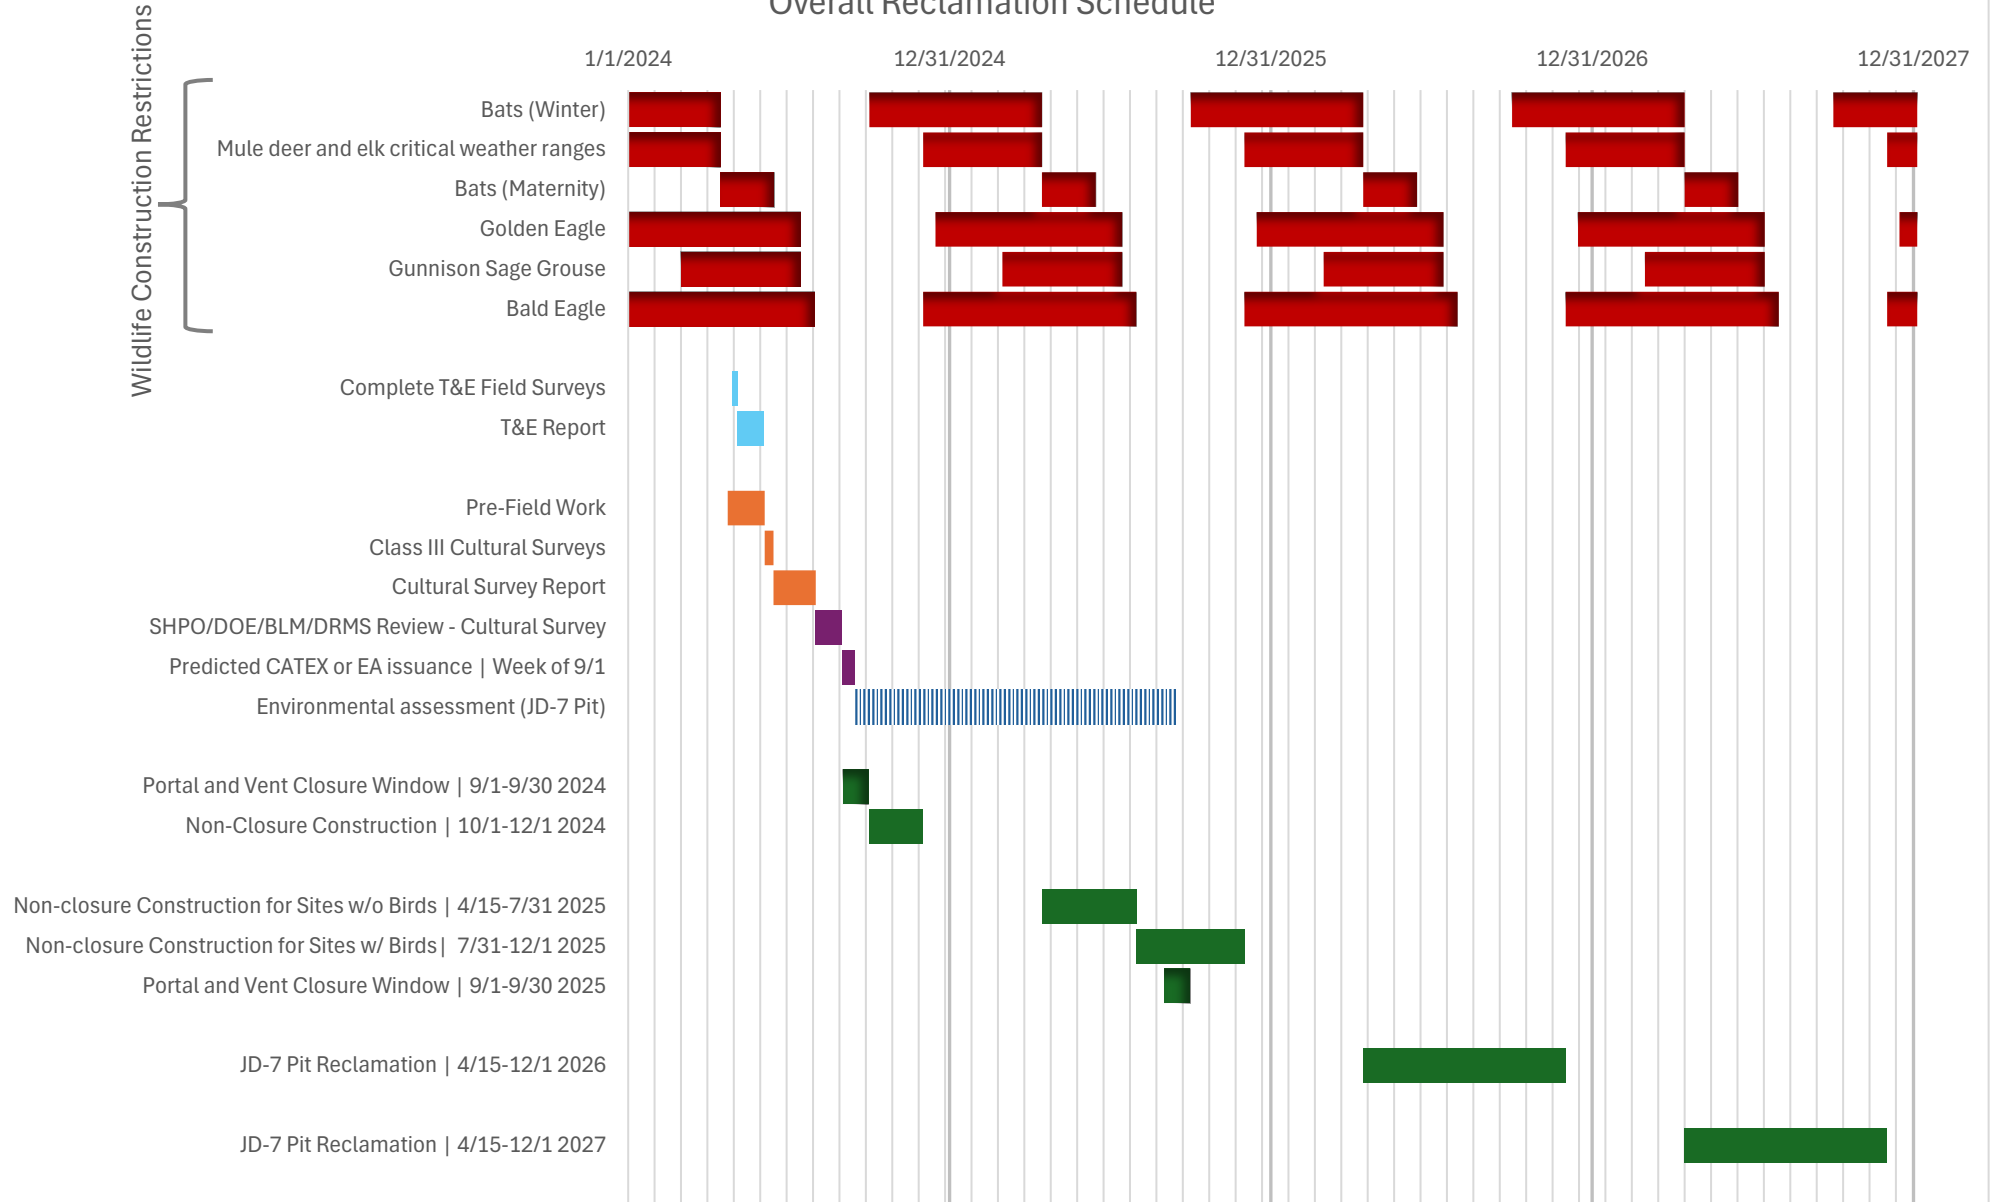 Overall Reclamation Schedule
1/1/2024
12/31/2024
12/31/2025
12/31/2026
12/31/2027
Wildlife Construction Restrictions
Bats (Winter)
Mule deer and elk critical weather ranges
Bats (Maternity)
Golden Eagle
Gunnison Sage Grouse
Bald Eagle
Complete T&E Field Surveys
T&E Report
Pre-Field Work
Class III Cultural Surveys
Cultural Survey Report
SHPO/DOE/BLM/DRMS Review - Cultural Survey
Predicted CATEX or EA issuance | Week of 9/1
Environmental assessment (JD-7 Pit)
Portal and Vent Closure Window | 9/1-9/30 2024
Non-Closure Construction | 10/1-12/1 2024
Non-closure Construction for Sites w/o Birds | 4/15-7/31 2025
Non-closure Construction for Sites w/ Birds| 7/31-12/1 2025
Portal and Vent Closure Window | 9/1-9/30 2025
JD-7 Pit Reclamation | 4/15-12/1 2026
JD-7 Pit Reclamation | 4/15-12/1 2027